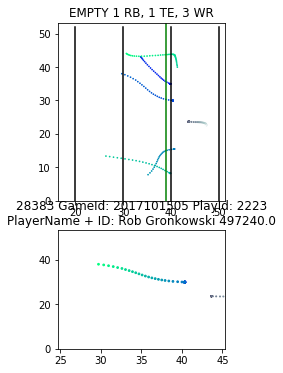 EMPTY 1 RB, 1 TE, 3 WR
50
40
30
20
10
0
20 30 40 50
28383 GameId: 2017101505 PlayId: 2223
PlayerName + ID: Rob Gronkowski 497240.0
40
20
0
25 30 35 40 45